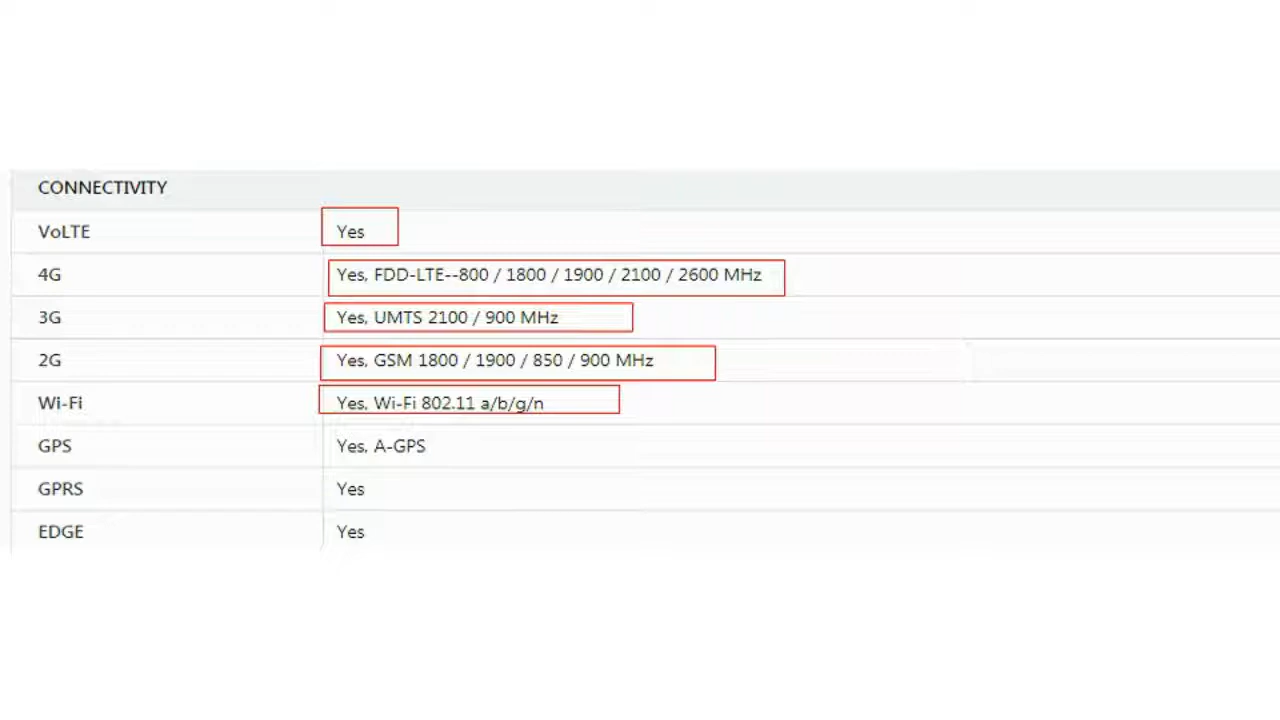 CONNECTIVITY
VoLTE Yes
4G Yes, FDD-LTE--800 / 1800 / 1900 / 2100 / 2600 MHz
3G Yes, UMTS 2100 / 900 MHz
2G Yes, GSM 1800 / 1900 / 850 / 900 MHz
Wi-Fi Yes, Wi-Fi 802.11 a/b/g/n
GPS Yes, A-GPS
GPRS Yes
EDGE Yes